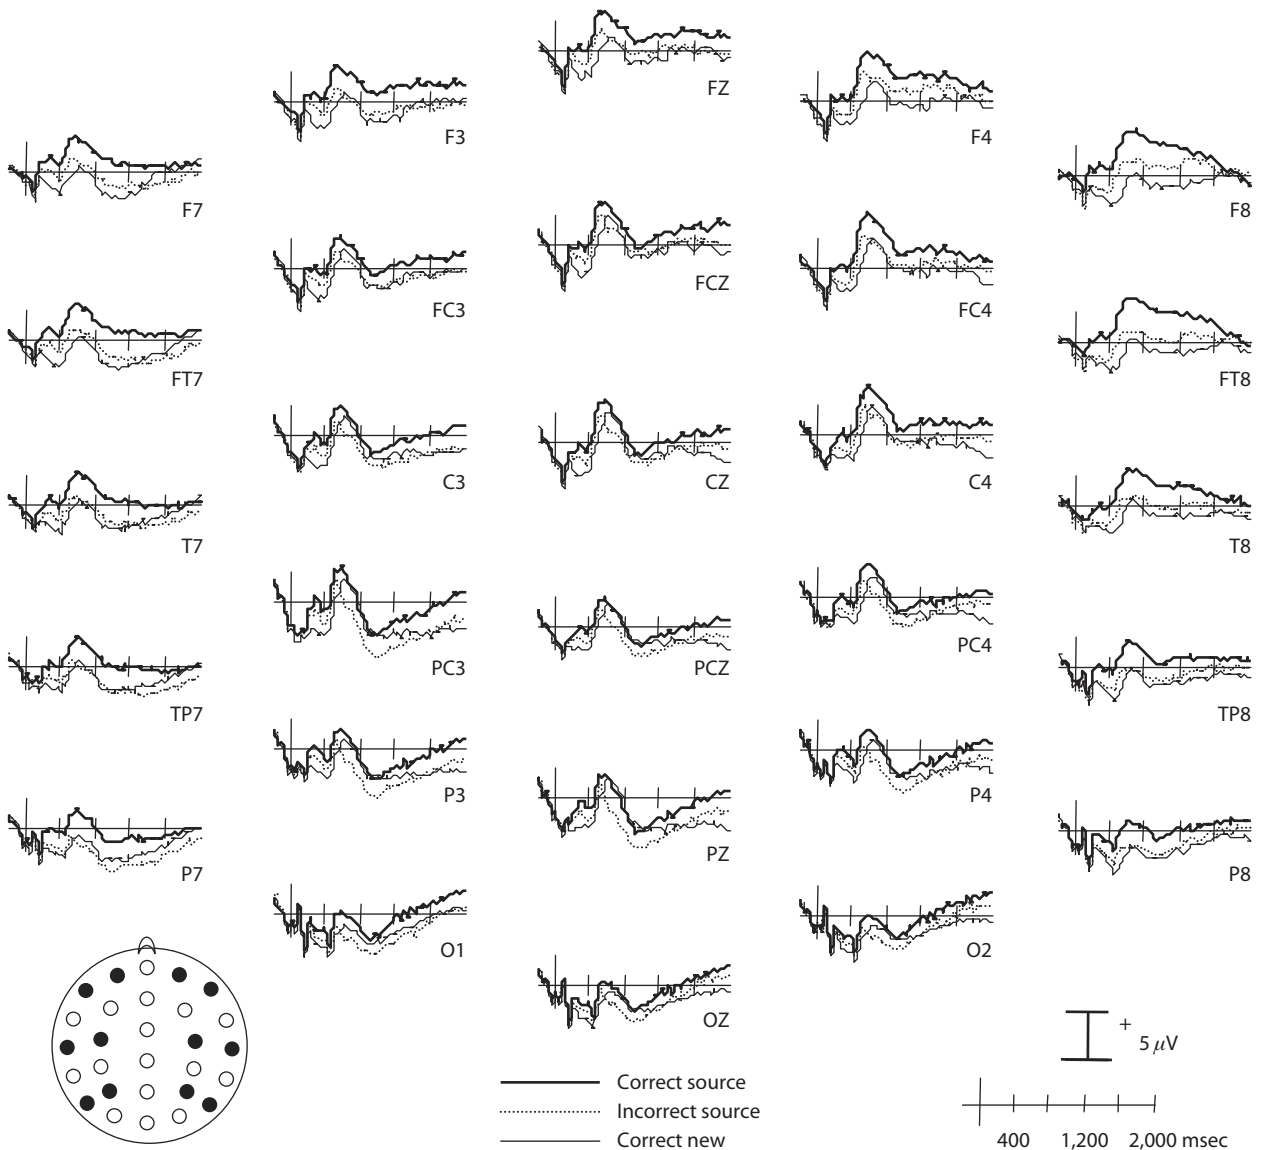 FZ
F3
F4
F7
F8
FCZ
FC3
FC4
FT7
FT8
C3
CZ
C4
T7
T8
PC3
PCZ
PC4
TP7
TP8
P3
P4
PZ
P7
P8
O1
O2
OZ
+
5 μV
Correct source
Incorrect source
Correct new
400 1,200 2,000 msec